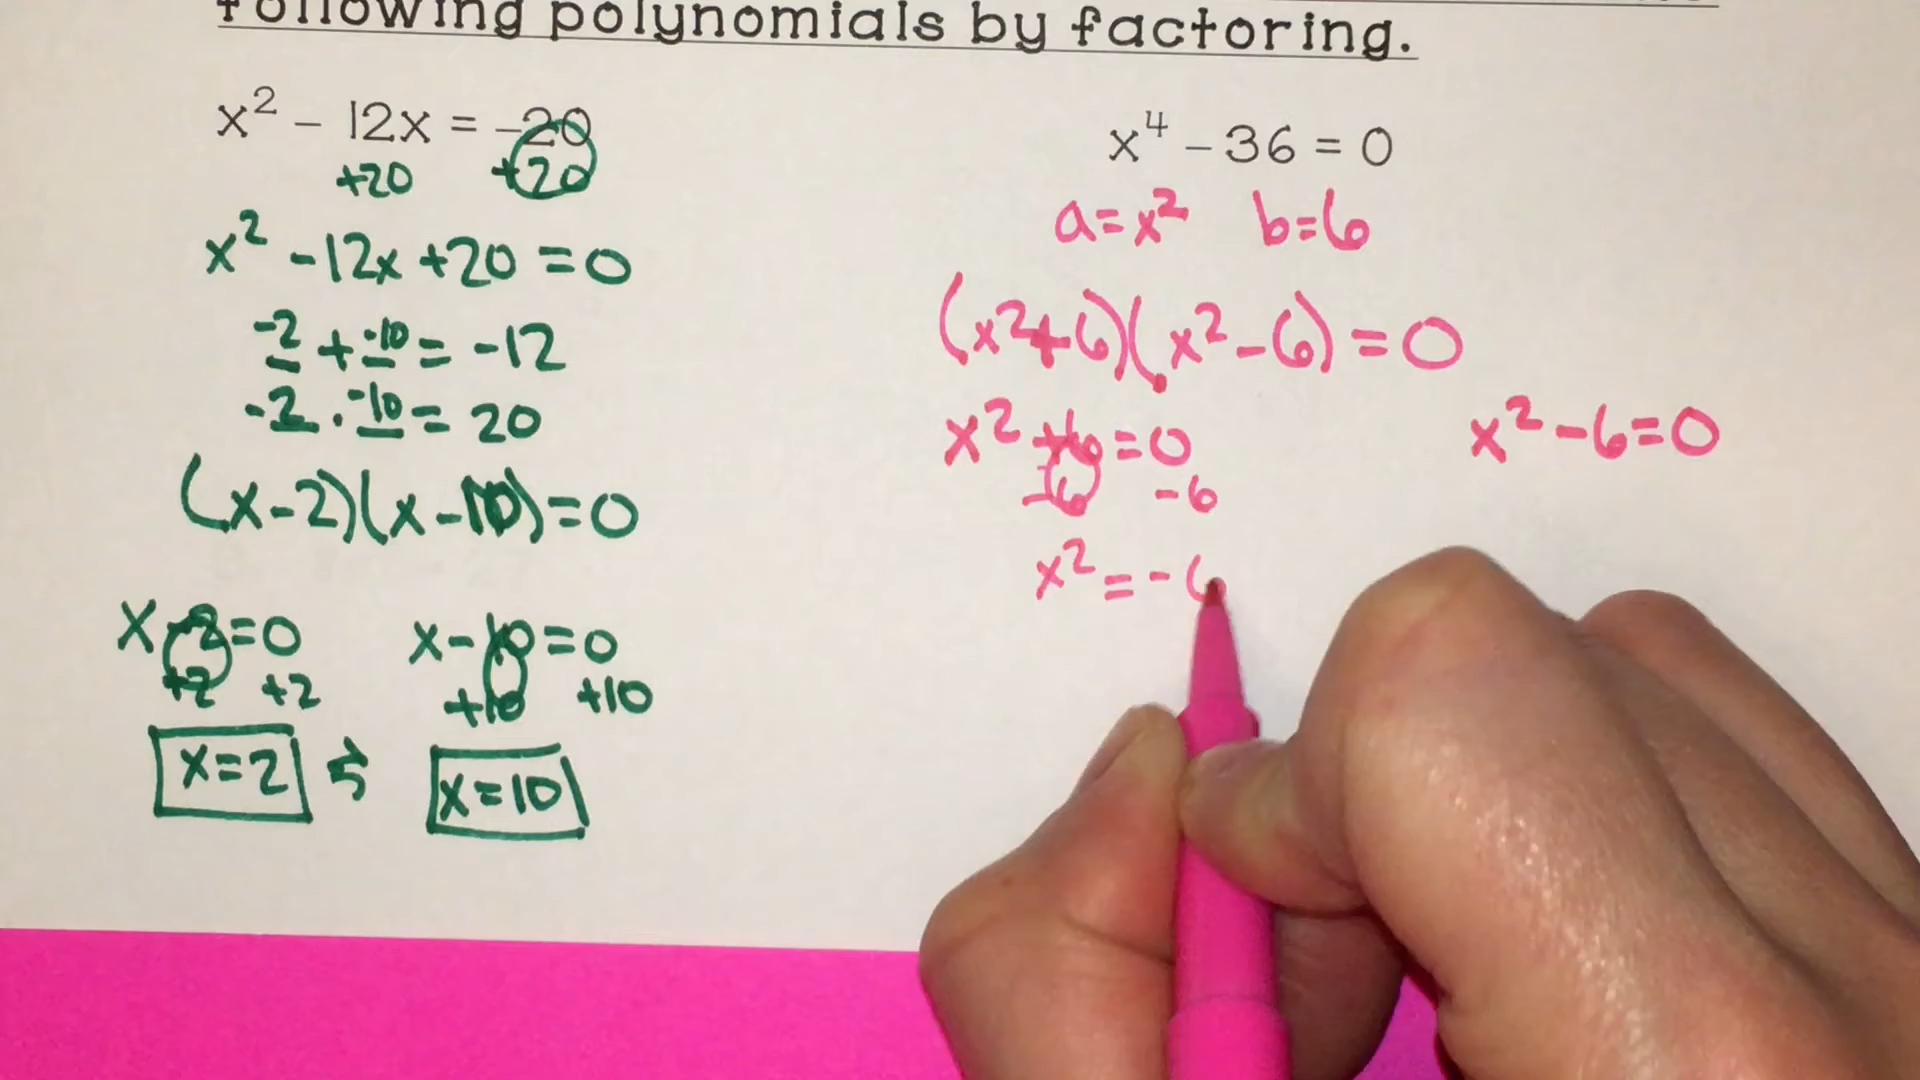 following polynomials by factoring.
x² - 12x = -20
+20 +20
x² - 12x + 20 = 0
-2 + -10 = -12
-2 · -10 = 20
(x-2)(x-10)=0
x-2=0 x-10=0
+2 +2 +10 +10
x=2 x=10
x⁴ - 36 = 0
a=x² b=6
(x²+6)(x²-6)=0
x²+6=0 x²-6=0
-6 -6
x²=-6